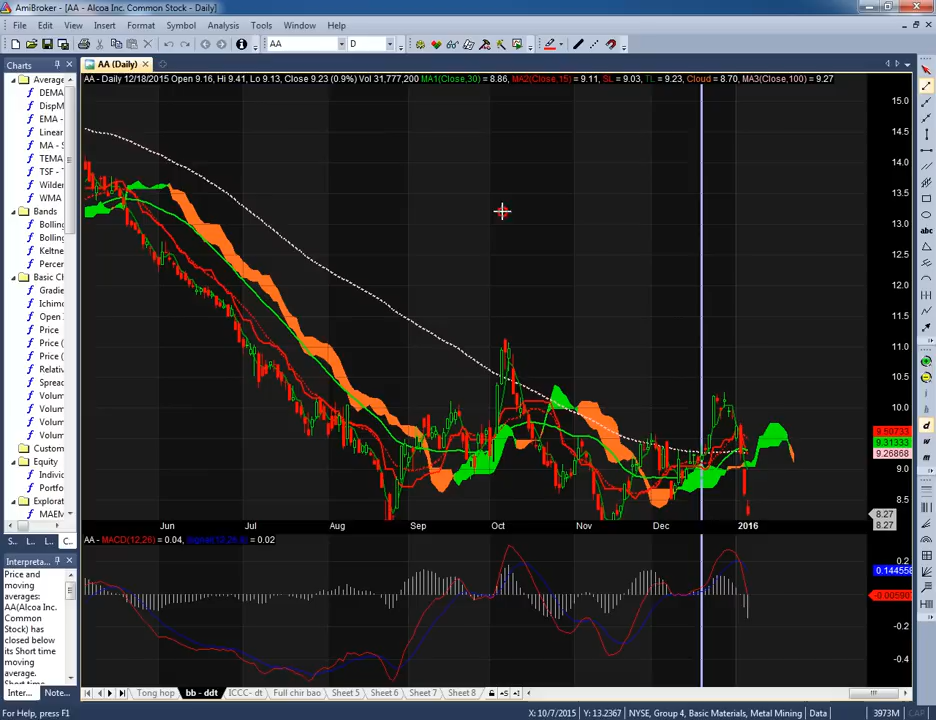 AmiBroker - [AA - Alcoa Inc. Common Stock - Daily]
File Edit View Insert Format Symbol Analysis Tools Window Help
AA D
Charts
AA (Daily)
AA - Daily 12/18/2015 Open 9.16, Hi 9.41, Lo 9.13, Close 9.23 (0.9%) Vol 31,777,200 MA1(Close,30) = 8.86, MA2(Close,15) = 9.11, SL = 9.03, TL = 9.23, Cloud = 8.70, MA3(Close,100) = 9.27
Average
DEMA
DispM
EMA -
Linear
MA - S
TEMA
TSF -
Wilder
WMA
Bands
Bolling
Bolling
Keltne
Percen
Basic Ch
Gradie
Ichimo
Open
Price
Price (
Price (
Relativ
Spread
Volum
Volum
Volum
Volum
Custom
Equity
Individ
Portfo
Explorat
MAEM
15.0
14.5
14.0
13.5
13.0
12.5
12.0
11.5
11.0
10.5
10.0
9.50733
9.31333
9.26868
9.0
8.5
8.27
8.27
Jun Jul Aug Sep Oct Nov Dec 2016
S... L... L... C...
AA - MACD(12,26) = 0.04, Signal(12,26,9) = 0.02
0.2
0.144558
-0.00590
-0.2
-0.4
Interpreta...
Price and
moving
averages:
AA(Alcoa Inc.
Common
Stock) has
closed below
its Short time
moving
average.
Short time
Inter... Note...
Tong hop bb - ddt ICCC- dt Full chir bao Sheet 5 Sheet 6 Sheet 7 Sheet 8
For Help, press F1
X: 10/7/2015 Y: 13.2367 NYSE, Group 4, Basic Materials, Metal Mining Data 3973M CAP
abc
d
w
m